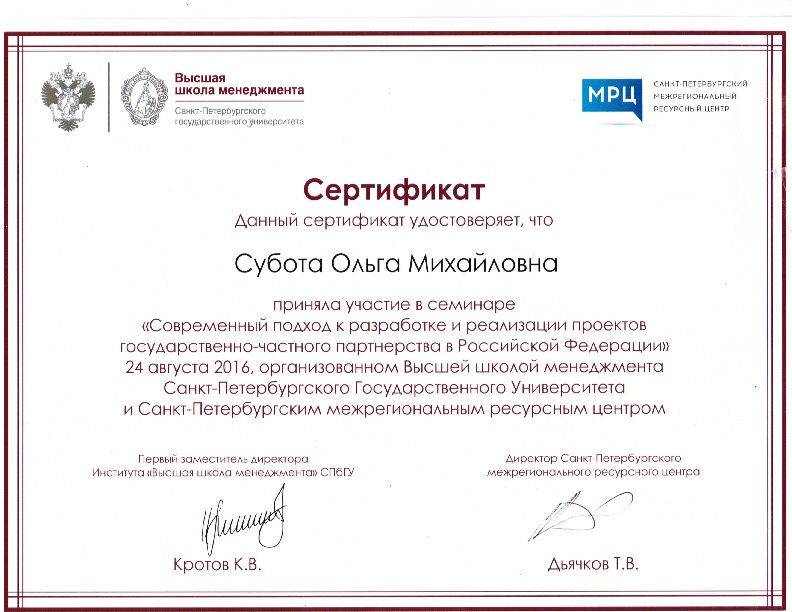 Высшая
школа менеджмента
Санкт-Петербургского
государственного университета
МРЦ
САНКТ-ПЕТЕРБУРГСКИЙ
МЕЖРЕГИОНАЛЬНЫЙ
РЕСУРСНЫЙ ЦЕНТР
Сертификат
Данный сертификат удостоверяет, что
Субота Ольга Михайловна
приняла участие в семинаре
«Современный подход к разработке и реализации проектов
государственно-частного партнерства в Российской Федерации»
24 августа 2016, организованном Высшей школой менеджмента
Санкт-Петербургского Государственного Университета
и Санкт-Петербургским межрегиональным ресурсным центром
Первый заместитель директора
Института «Высшая школа менеджмента» СПбГУ
Кротов К.В.
Директор Санкт-Петербургского
межрегионального ресурсного центра
Дьячков Т.В.